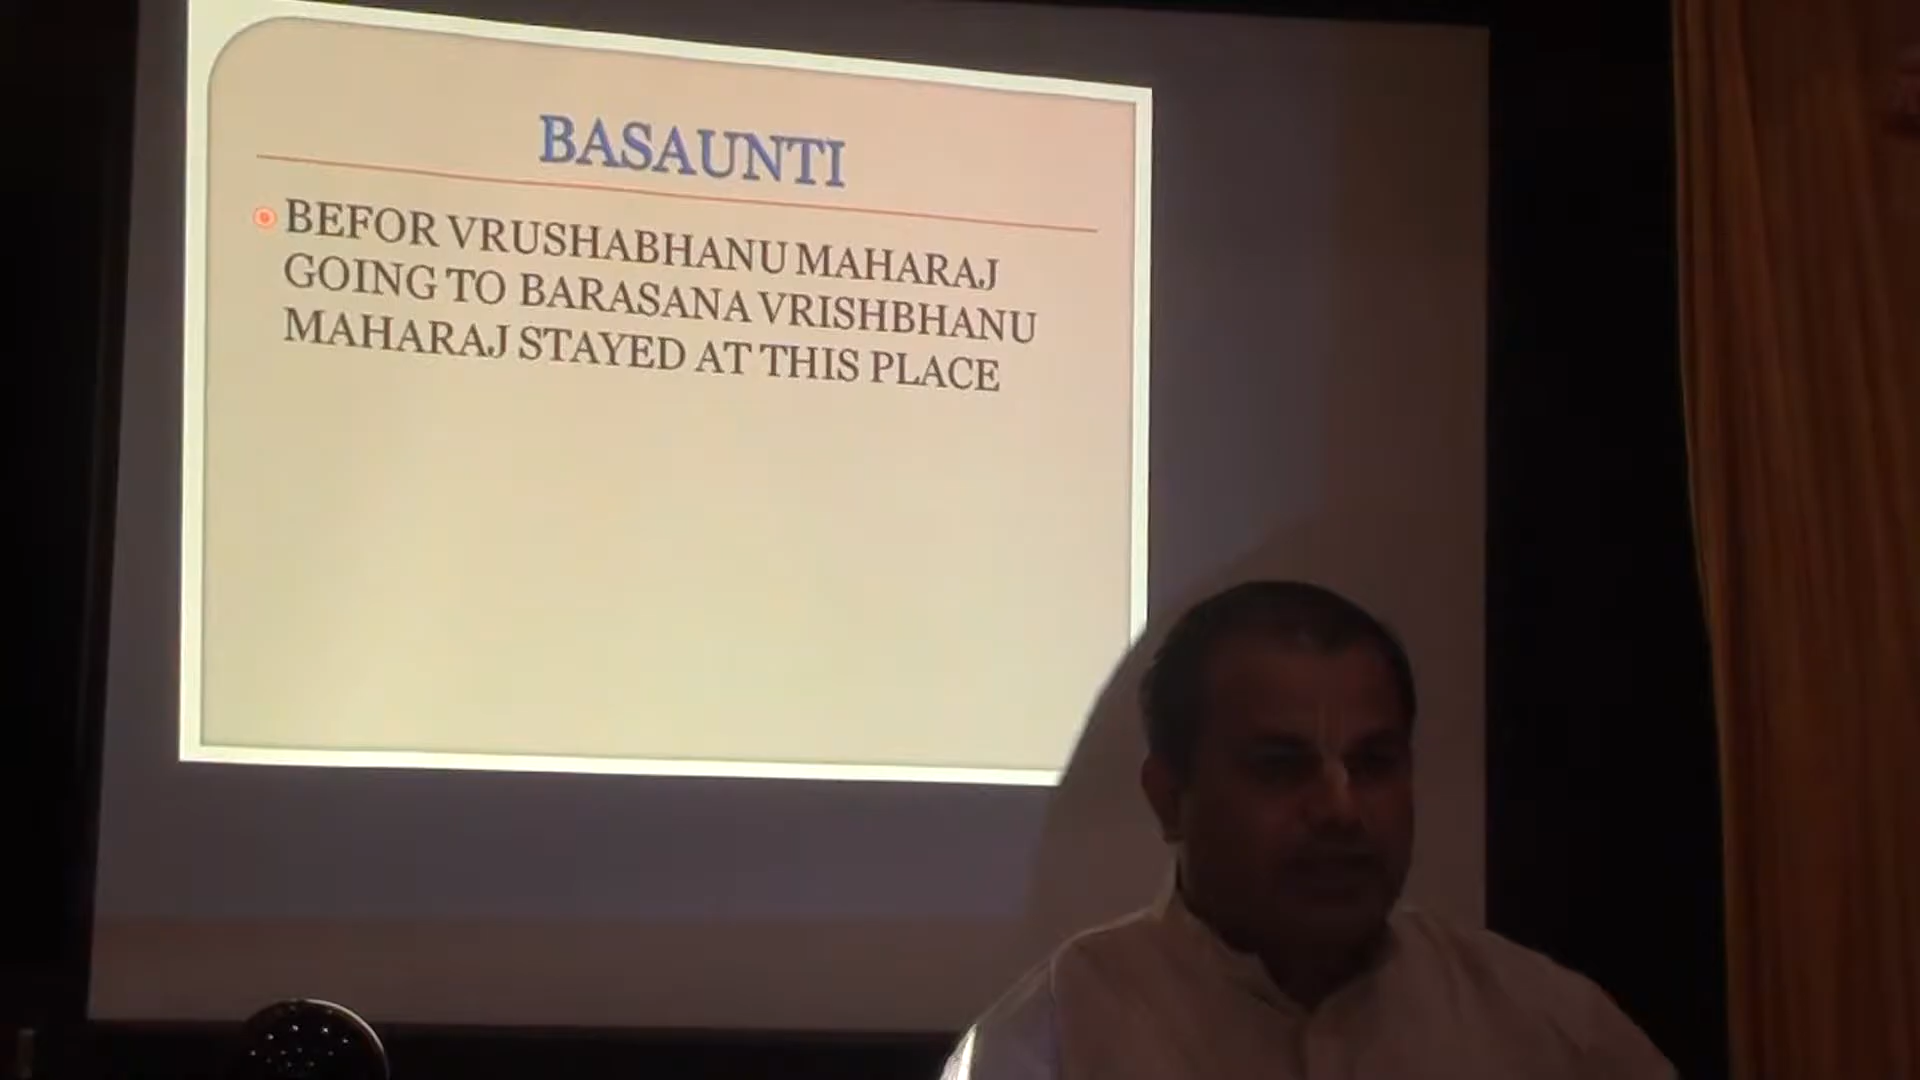 BASAUNTI
BEFOR VRUSHABHANU MAHARAJ
GOING TO BARASANA VRISHBHANU
MAHARAJ STAYED AT THIS PLACE